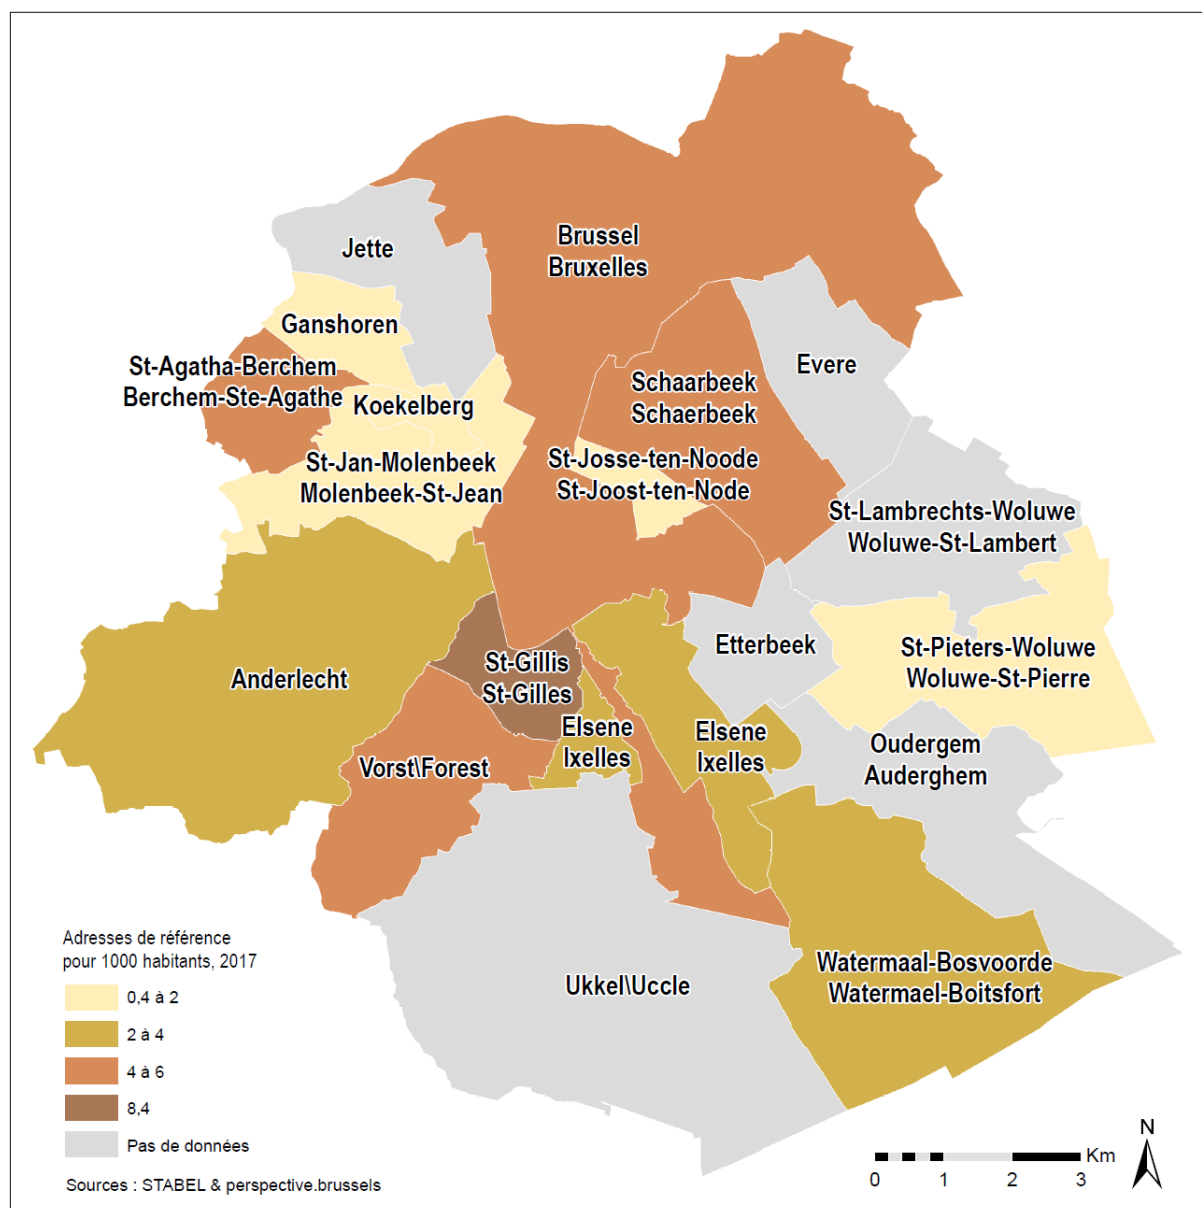 Brussel
Bruxelles
Jette
Ganshoren
Evere
St-Agatha-Berchem
Berchem-Ste-Agathe
Schaarbeek
Schaerbeek
Koekelberg
St-Jan-Molenbeek
Molenbeek-St-Jean
St-Josse-ten-Noode
St-Joost-ten-Node
St-Lambrechts-Woluwe
Woluwe-St-Lambert
Etterbeek
St-Pieters-Woluwe
Woluwe-St-Pierre
St-Gillis
St-Gilles
Anderlecht
Elsene
Ixelles
Elsene
Ixelles
Oudergem
Auderghem
Vorst\Forest
Watermaal-Bosvoorde
Watermael-Boitsfort
Ukkel\Uccle
Adresses de référence
pour 1000 habitants, 2017
0,4 à 2
2 à 4
4 à 6
8,4
Pas de données
Sources : STABEL & perspective.brussels
N
Km
0 1 2 3